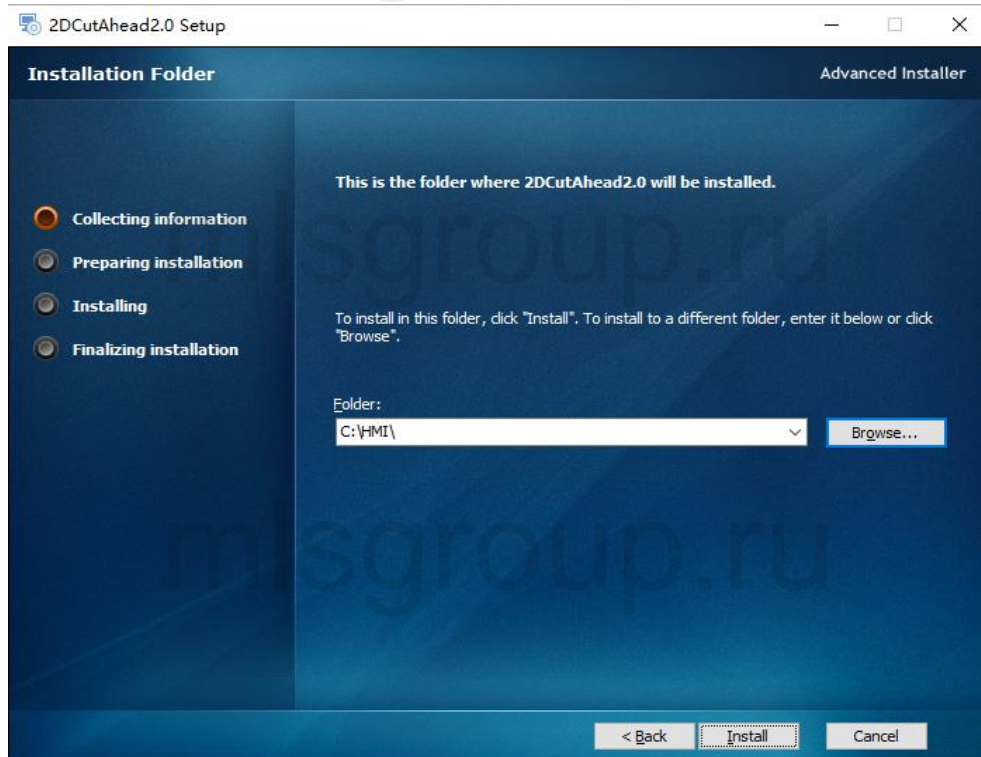 2DCutAhead2.0 Setup
Installation Folder
Advanced Installer
This is the folder where 2DCutAhead2.0 will be installed.
Collecting information
Preparing installation
Installing
Finalizing installation
To install in this folder, click "Install". To install to a different folder, enter it below or click
"Browse".
Folder:
C:\HMI\
Browse...
mlsgroup.ru
mlsgroup.ru
< Back
Install
Cancel